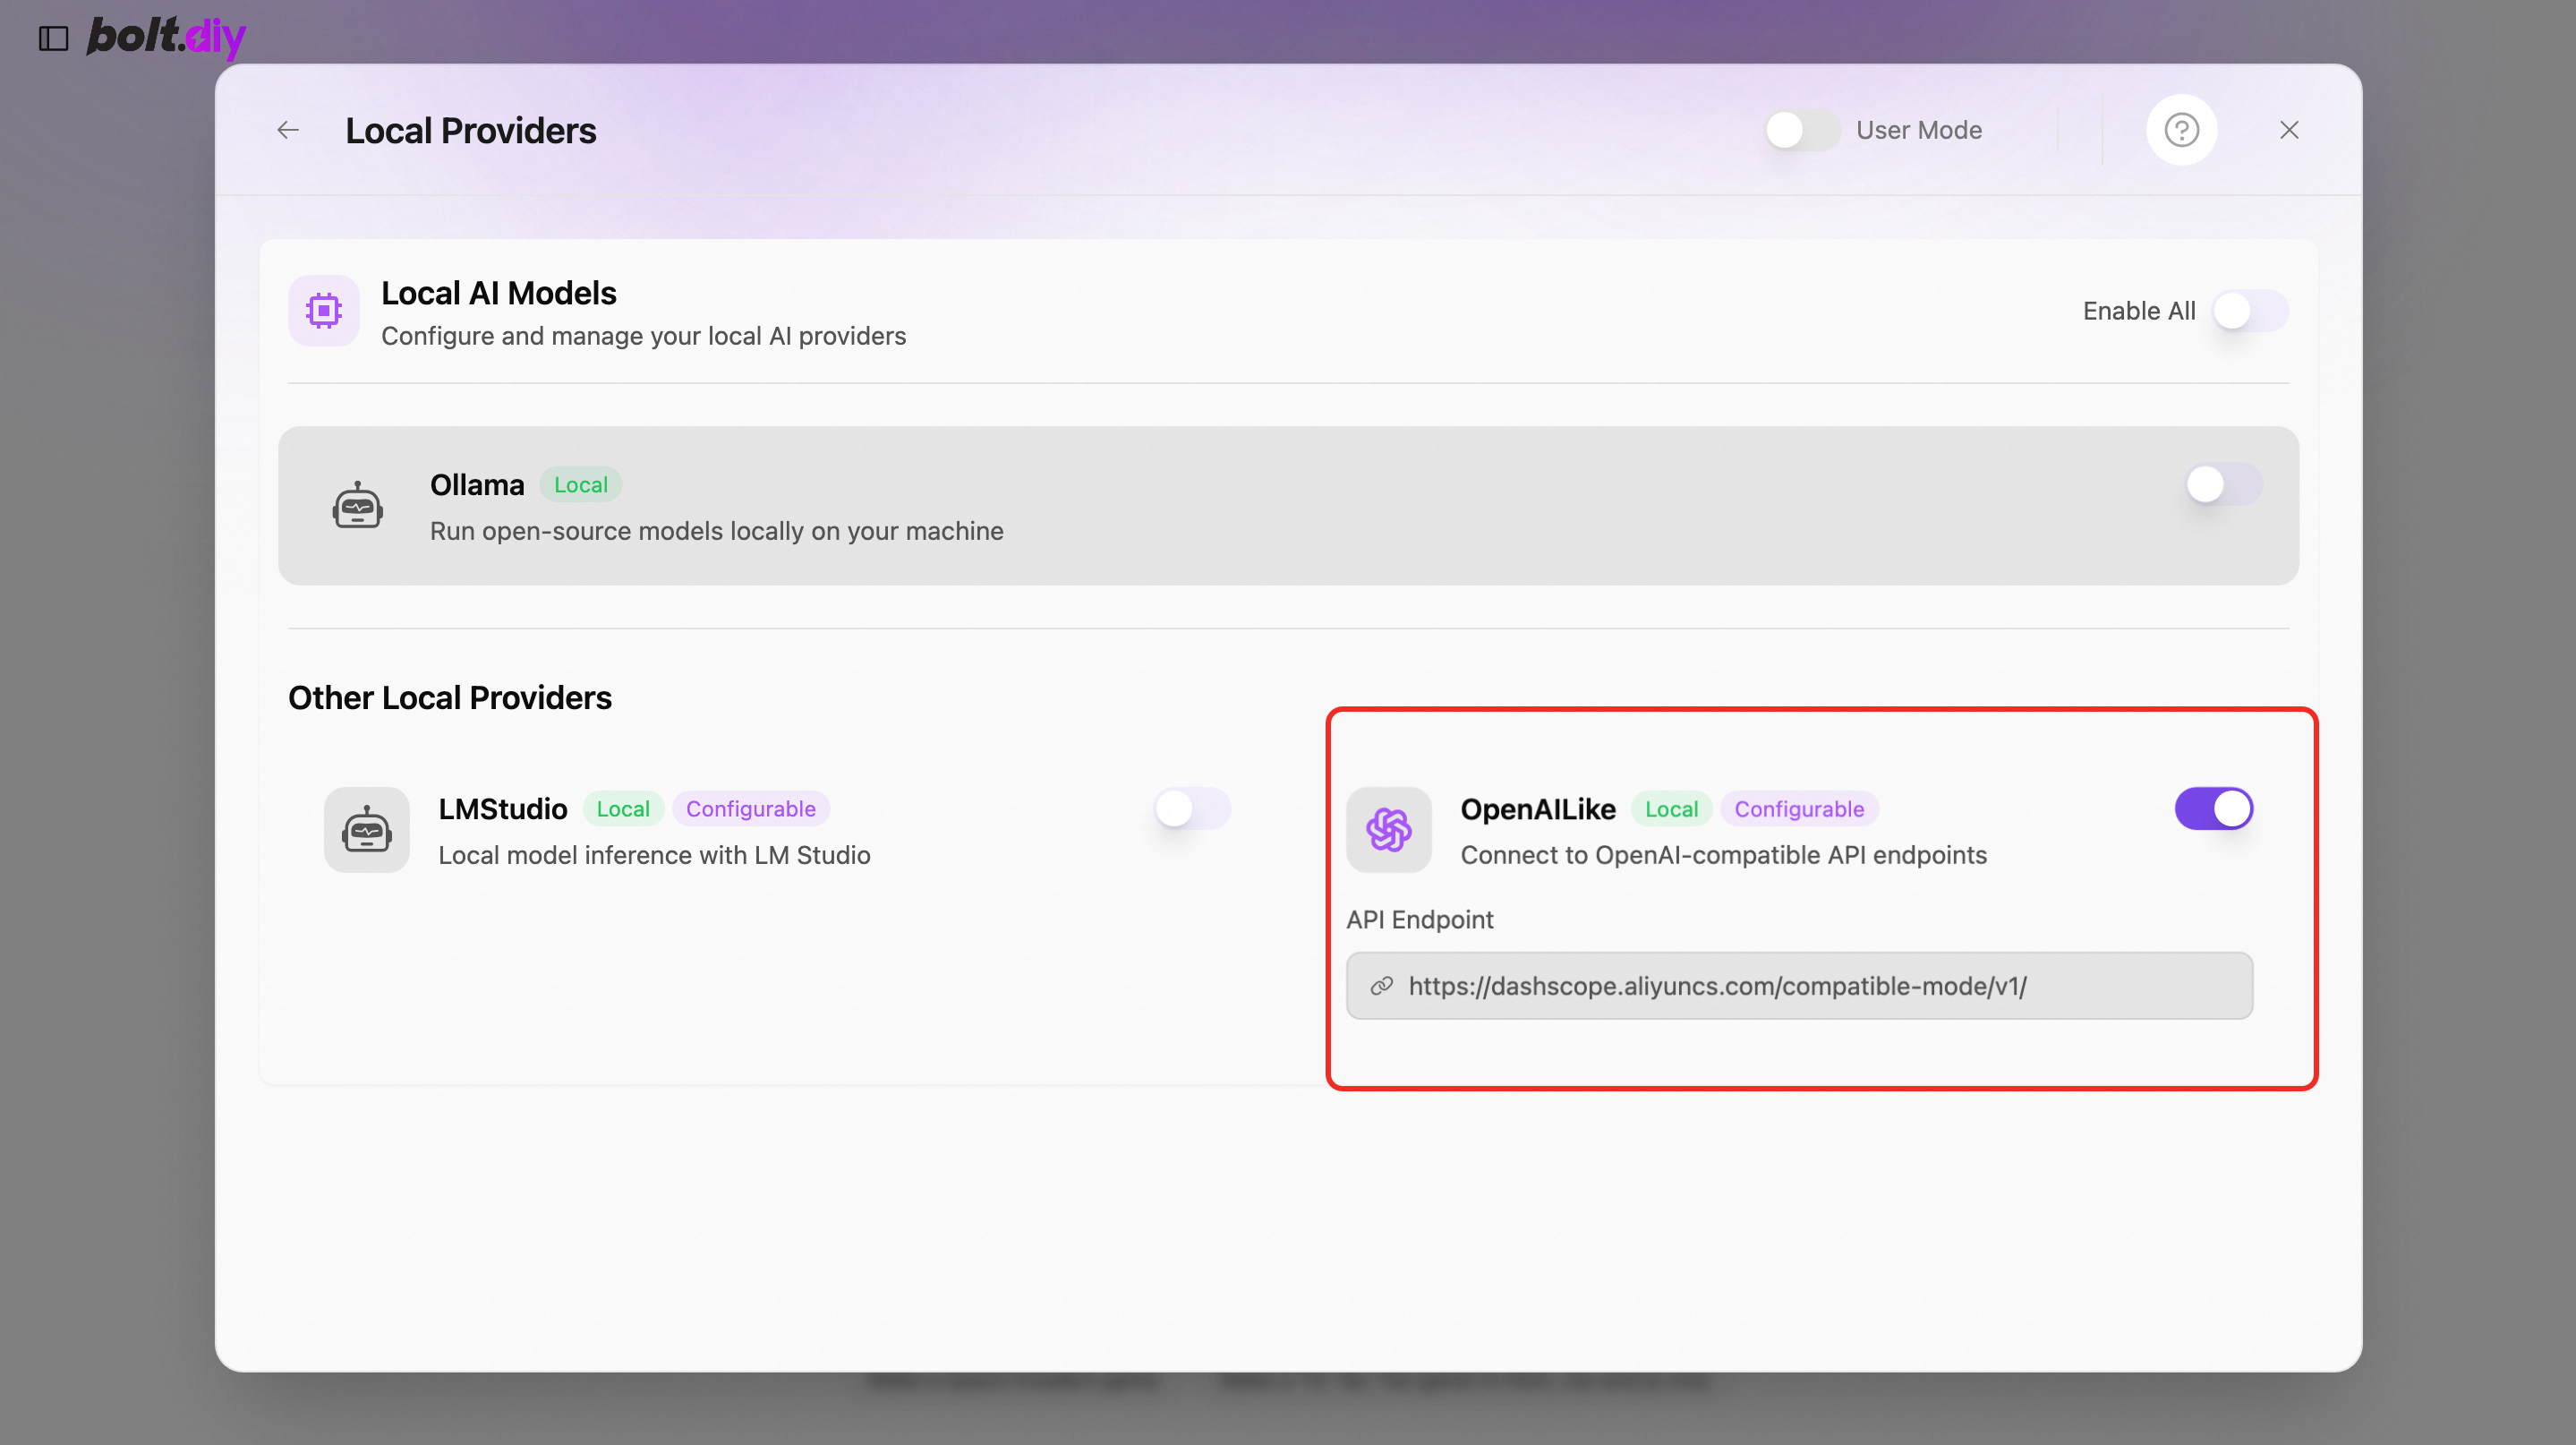 bolt.diy
Local Providers
User Mode
Local AI Models
Configure and manage your local AI providers
Enable All
Ollama
Local
Run open-source models locally on your machine
Other Local Providers
LMStudio
Local
Configurable
Local model inference with LM Studio
OpenAILike
Local
Configurable
Connect to OpenAI-compatible API endpoints
API Endpoint
https://dashscope.aliyuncs.com/compatible-mode/v1/